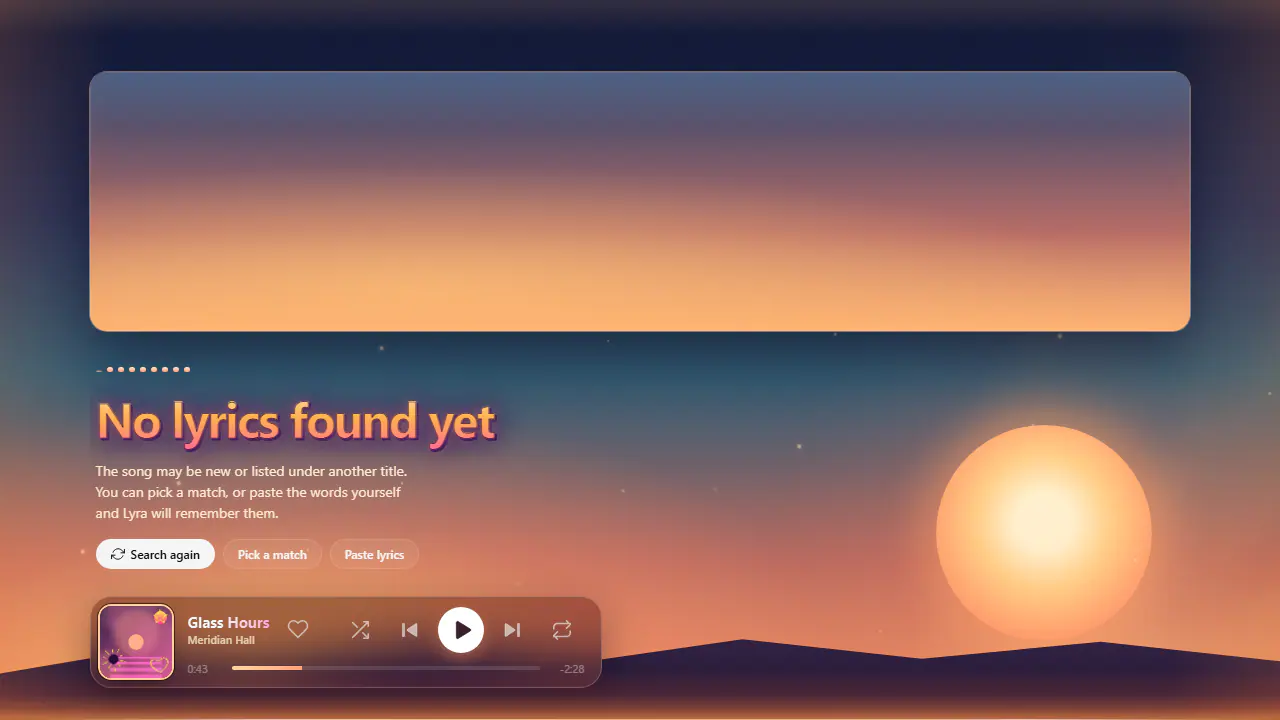 No lyrics found yet
The song may be new or listed under another title.
You can pick a match, or paste the words yourself
and Lyra will remember them.
Search again
Pick a match
Paste lyrics
Glass Hours
Meridian Hall
0:43
-2:28